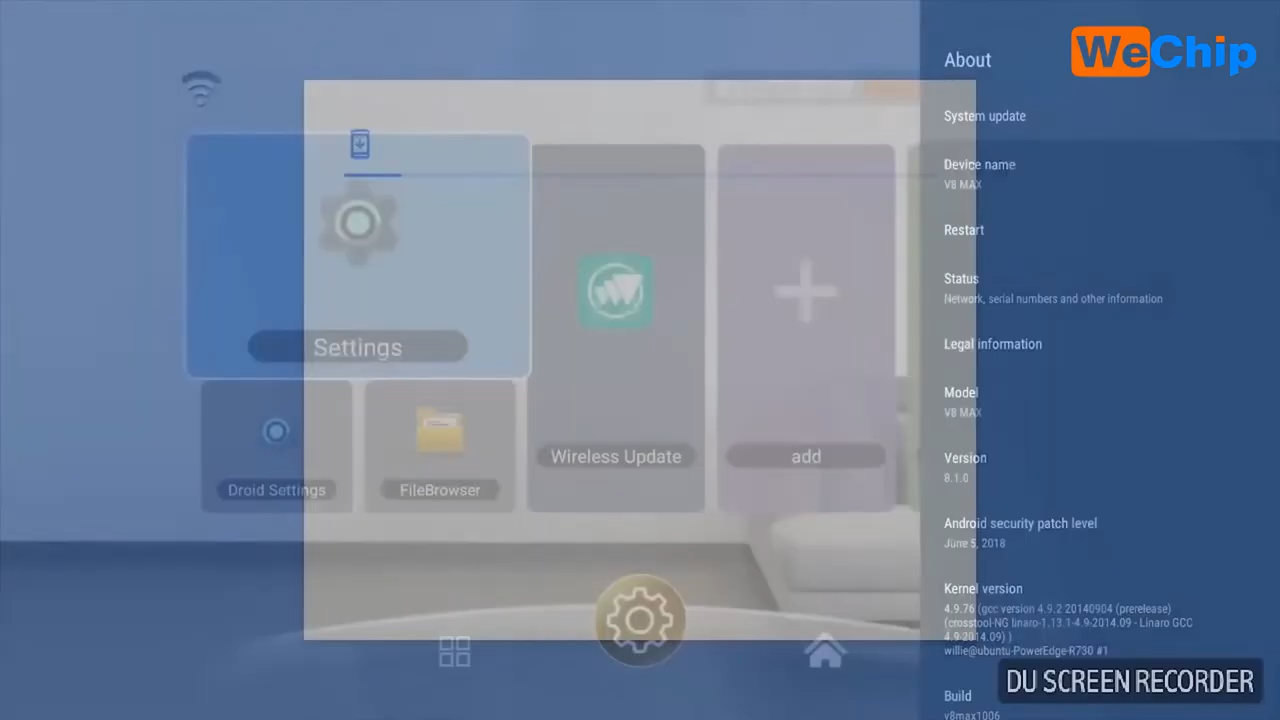 WeChip
About
System update
Device name
V8 MAX
Restart
Settings
Status
Network, serial numbers and other information
Legal information
Model
V8 MAX
Wireless Update
add
Version
8.1.0
Droid Settings
FileBrowser
Android security patch level
June 5, 2018
Kernel version
4.9.76 (gcc version 4.9.2 20140904 (prerelease)
(crosstool-NG linaro-1.13.1-4.9-2014.09 - Linaro GCC
4.9-2014.09) )
willie@ubuntu-PowerEdge-R730 #1
DU SCREEN RECORDER
Build
v8max1006